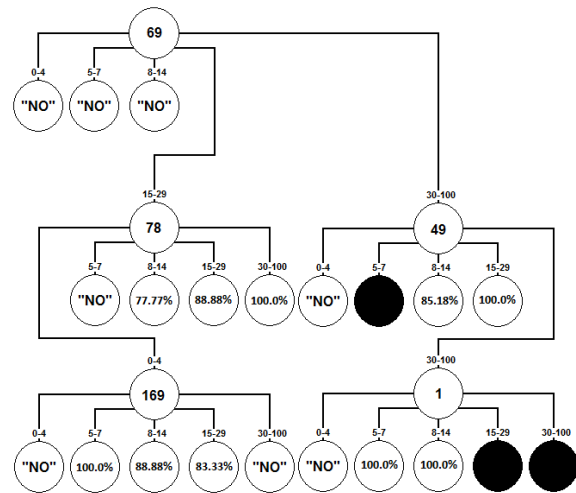 69
0-4 5-7 8-14
"NO" "NO" "NO"
15-29 30-100
78 49
5-7 8-14 15-29 30-100 0-4 5-7 8-14 15-29
"NO" 77.77% 88.88% 100.0% "NO" 85.18% 100.0%
0-4 30-100
169 1
0-4 5-7 8-14 15-29 30-100 0-4 5-7 8-14 15-29 30-100
"NO" 100.0% 88.88% 83.33% "NO" "NO" 100.0% 100.0%